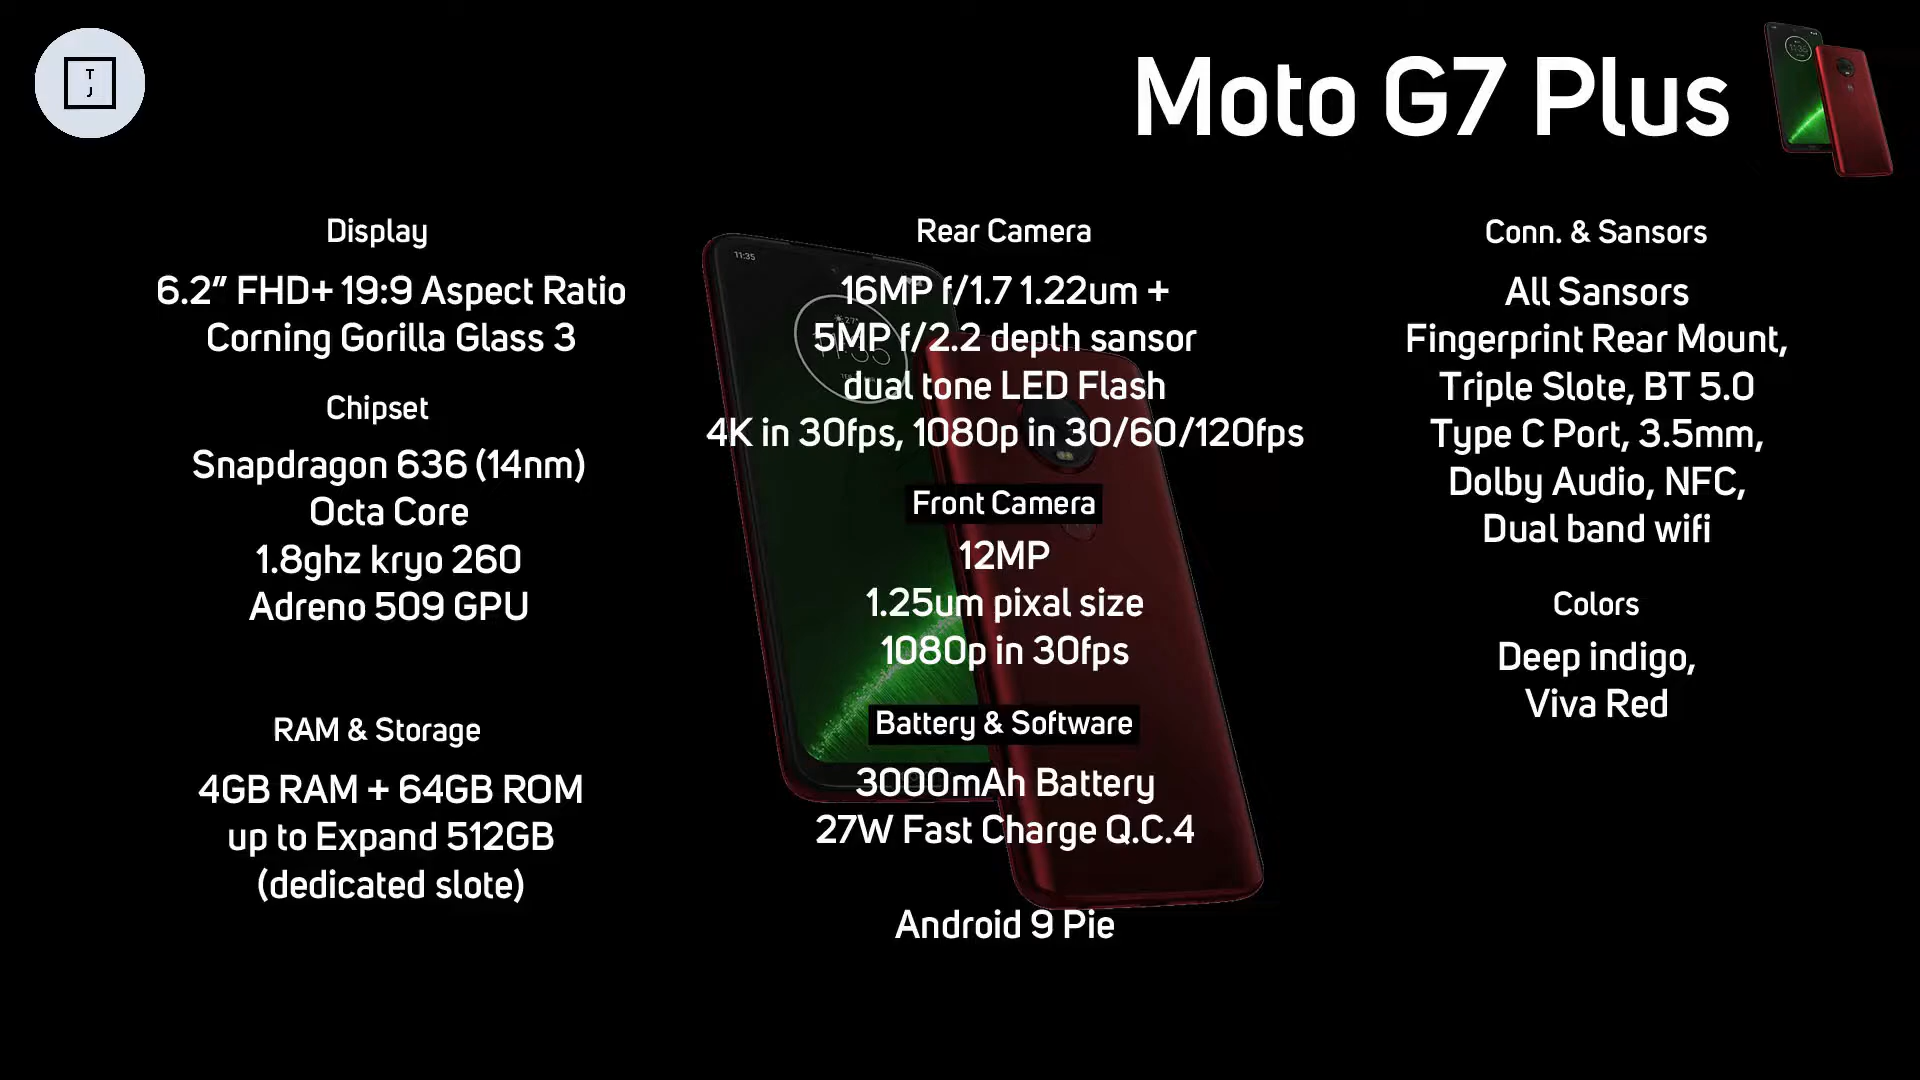 T
J
Moto G7 Plus
Display
6.2” FHD+ 19:9 Aspect Ratio
Corning Gorilla Glass 3
Chipset
Snapdragon 636 (14nm)
Octa Core
1.8ghz kryo 260
Adreno 509 GPU
RAM & Storage
4GB RAM + 64GB ROM
up to Expand 512GB
(dedicated slote)
Rear Camera
11:35
16MP f/1.7 1.22um +
5MP f/2.2 depth sansor
dual tone LED Flash
4K in 30fps, 1080p in 30/60/120fps
Front Camera
12MP
1.25um pixal size
1080p in 30fps
Battery & Software
3000mAh Battery
27W Fast Charge Q.C.4
Android 9 Pie
Conn. & Sansors
All Sansors
Fingerprint Rear Mount,
Triple Slote, BT 5.0
Type C Port, 3.5mm,
Dolby Audio, NFC,
Dual band wifi
Colors
Deep indigo,
Viva Red